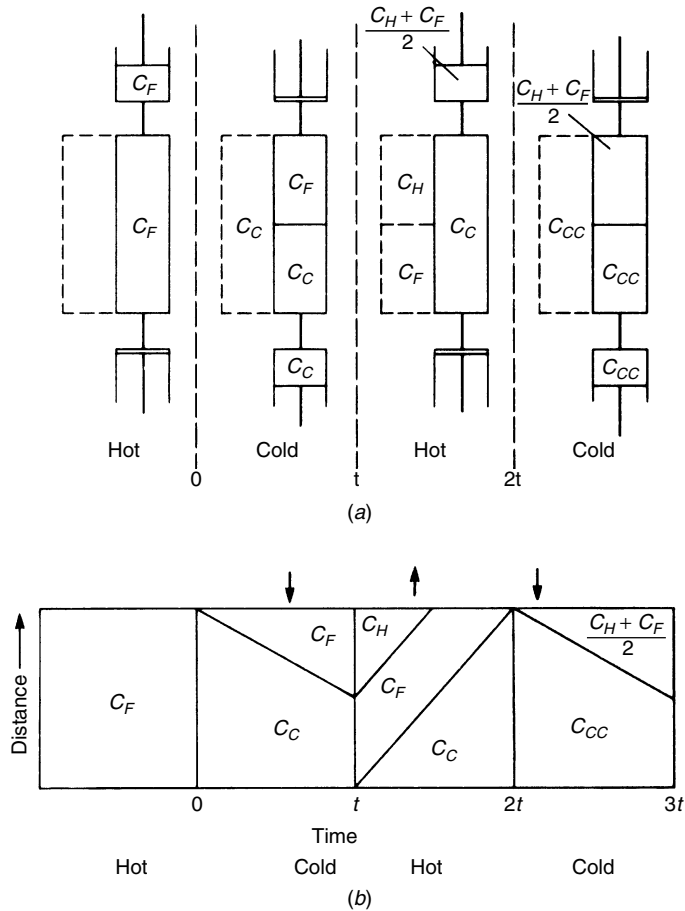 C_F
C_F
C_C
C_F
C_C
C_C
(C_H + C_F)/2
C_H
C_F
C_C
(C_H + C_F)/2
C_CC
C_CC
C_CC
Hot Cold Hot Cold
0 t 2t
(a)
Distance
C_F
C_F
C_C
C_H
C_F
C_C
(C_H + C_F)/2
C_CC
0 t 2t 3t
Time
Hot Cold Hot Cold
(b)